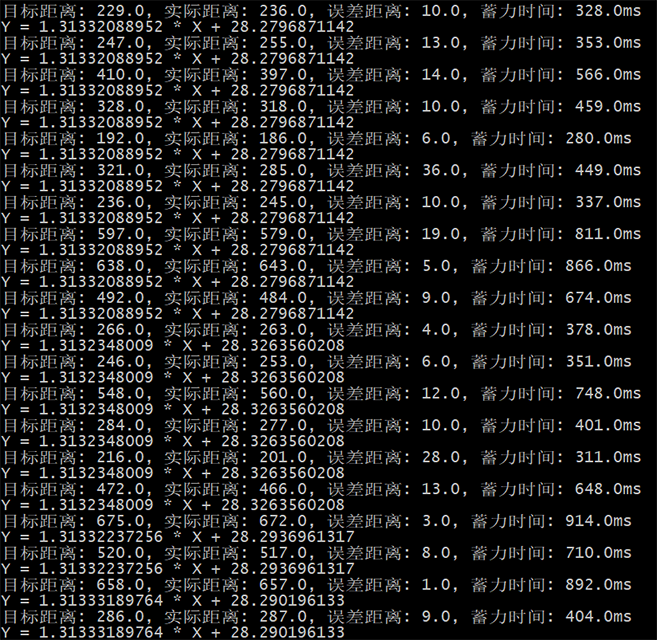 目标距离: 229.0, 实际距离: 236.0, 误差距离: 10.0, 蓄力时间: 328.0ms
Y = 1.31332088952 * X + 28.2796871142
目标距离: 247.0, 实际距离: 255.0, 误差距离: 13.0, 蓄力时间: 353.0ms
Y = 1.31332088952 * X + 28.2796871142
目标距离: 410.0, 实际距离: 397.0, 误差距离: 14.0, 蓄力时间: 566.0ms
Y = 1.31332088952 * X + 28.2796871142
目标距离: 328.0, 实际距离: 318.0, 误差距离: 10.0, 蓄力时间: 459.0ms
Y = 1.31332088952 * X + 28.2796871142
目标距离: 192.0, 实际距离: 186.0, 误差距离: 6.0, 蓄力时间: 280.0ms
Y = 1.31332088952 * X + 28.2796871142
目标距离: 321.0, 实际距离: 285.0, 误差距离: 36.0, 蓄力时间: 449.0ms
Y = 1.31332088952 * X + 28.2796871142
目标距离: 236.0, 实际距离: 245.0, 误差距离: 10.0, 蓄力时间: 337.0ms
Y = 1.31332088952 * X + 28.2796871142
目标距离: 597.0, 实际距离: 579.0, 误差距离: 19.0, 蓄力时间: 811.0ms
Y = 1.31332088952 * X + 28.2796871142
目标距离: 638.0, 实际距离: 643.0, 误差距离: 5.0, 蓄力时间: 866.0ms
Y = 1.31332088952 * X + 28.2796871142
目标距离: 492.0, 实际距离: 484.0, 误差距离: 9.0, 蓄力时间: 674.0ms
Y = 1.31332088952 * X + 28.2796871142
目标距离: 266.0, 实际距离: 263.0, 误差距离: 4.0, 蓄力时间: 378.0ms
Y = 1.3132348009 * X + 28.3263560208
目标距离: 246.0, 实际距离: 253.0, 误差距离: 6.0, 蓄力时间: 351.0ms
Y = 1.3132348009 * X + 28.3263560208
目标距离: 548.0, 实际距离: 560.0, 误差距离: 12.0, 蓄力时间: 748.0ms
Y = 1.3132348009 * X + 28.3263560208
目标距离: 284.0, 实际距离: 277.0, 误差距离: 10.0, 蓄力时间: 401.0ms
Y = 1.3132348009 * X + 28.3263560208
目标距离: 216.0, 实际距离: 201.0, 误差距离: 28.0, 蓄力时间: 311.0ms
Y = 1.3132348009 * X + 28.3263560208
目标距离: 472.0, 实际距离: 466.0, 误差距离: 13.0, 蓄力时间: 648.0ms
Y = 1.3132348009 * X + 28.3263560208
目标距离: 675.0, 实际距离: 672.0, 误差距离: 3.0, 蓄力时间: 914.0ms
Y = 1.31332237256 * X + 28.2936961317
目标距离: 520.0, 实际距离: 517.0, 误差距离: 8.0, 蓄力时间: 710.0ms
Y = 1.31332237256 * X + 28.2936961317
目标距离: 658.0, 实际距离: 657.0, 误差距离: 1.0, 蓄力时间: 892.0ms
Y = 1.31333189764 * X + 28.290196133
目标距离: 286.0, 实际距离: 287.0, 误差距离: 9.0, 蓄力时间: 404.0ms
Y = 1.31333189764 * X + 28.290196133